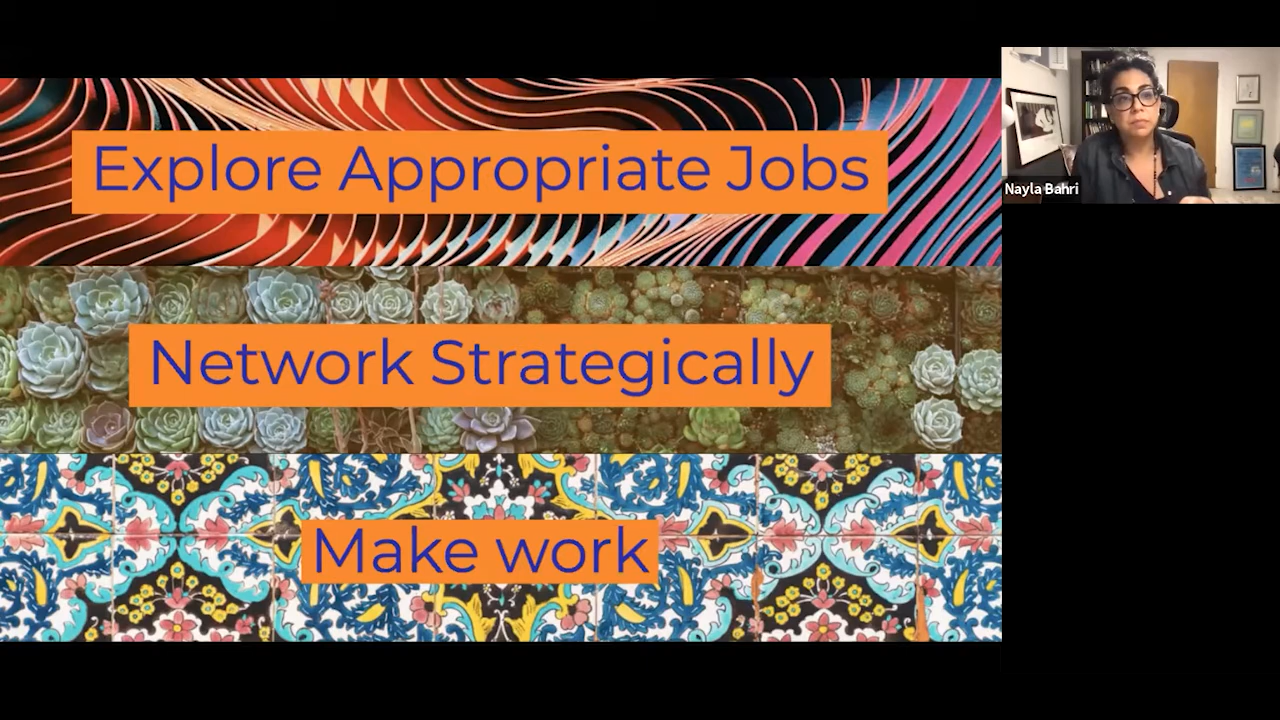 Explore Appropriate Jobs
Network Strategically
Make work
Nayla Bahri